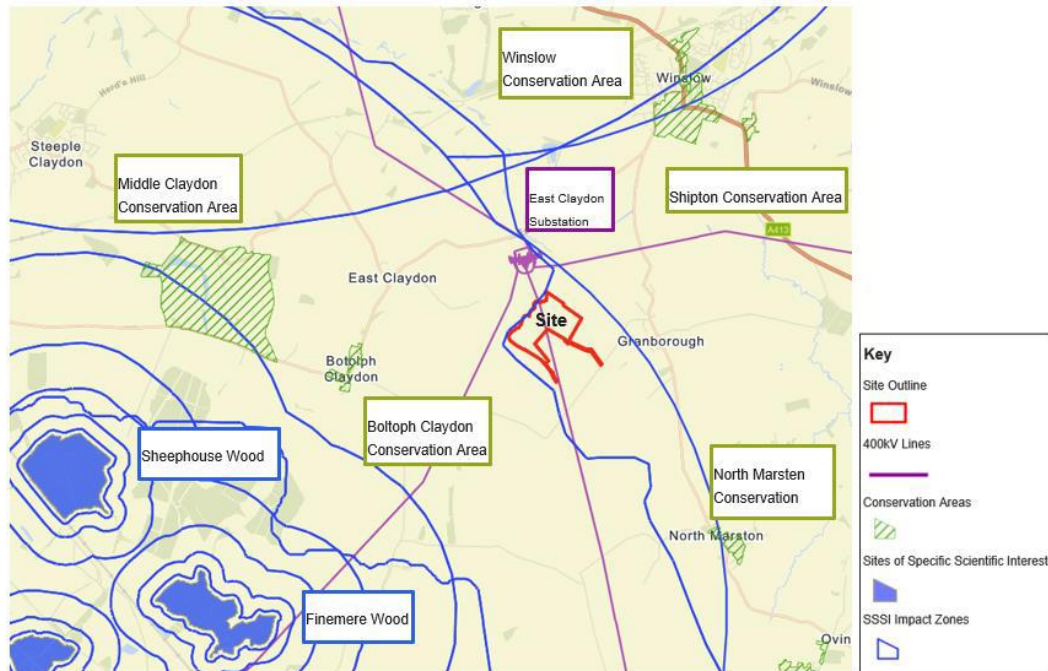 Winslow
Conservation Area
Winslow
Winslow
Herd's Hill
Steeple
Claydon
Middle Claydon
Conservation Area
East Claydon
Substation
Shipton Conservation Area
A413
East Claydon
Site
Granborough
Botolph
Claydon
Boltoph Claydon
Conservation Area
Sheephouse Wood
North Marsten
Conservation
North Marston
Finemere Wood
Ovin
Key
Site Outline
400kV Lines
Conservation Areas
Sites of Specific Scientific Interest
SSSI Impact Zones